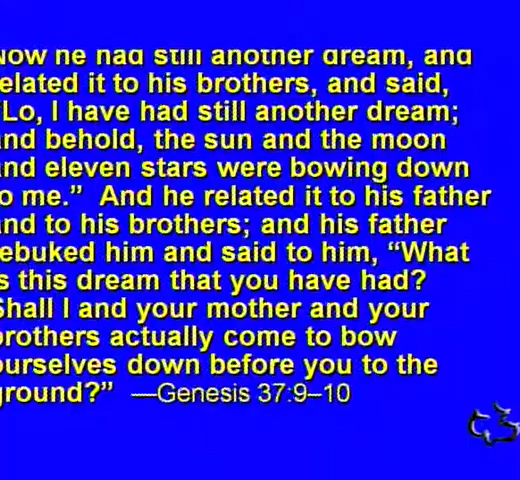 Now he had still another dream, and
related it to his brothers, and said,
“Lo, I have had still another dream;
and behold, the sun and the moon
and eleven stars were bowing down
to me.” And he related it to his father
and to his brothers; and his father
rebuked him and said to him, “What
is this dream that you have had?
Shall I and your mother and your
brothers actually come to bow
ourselves down before you to the
ground?” —Genesis 37:9–10